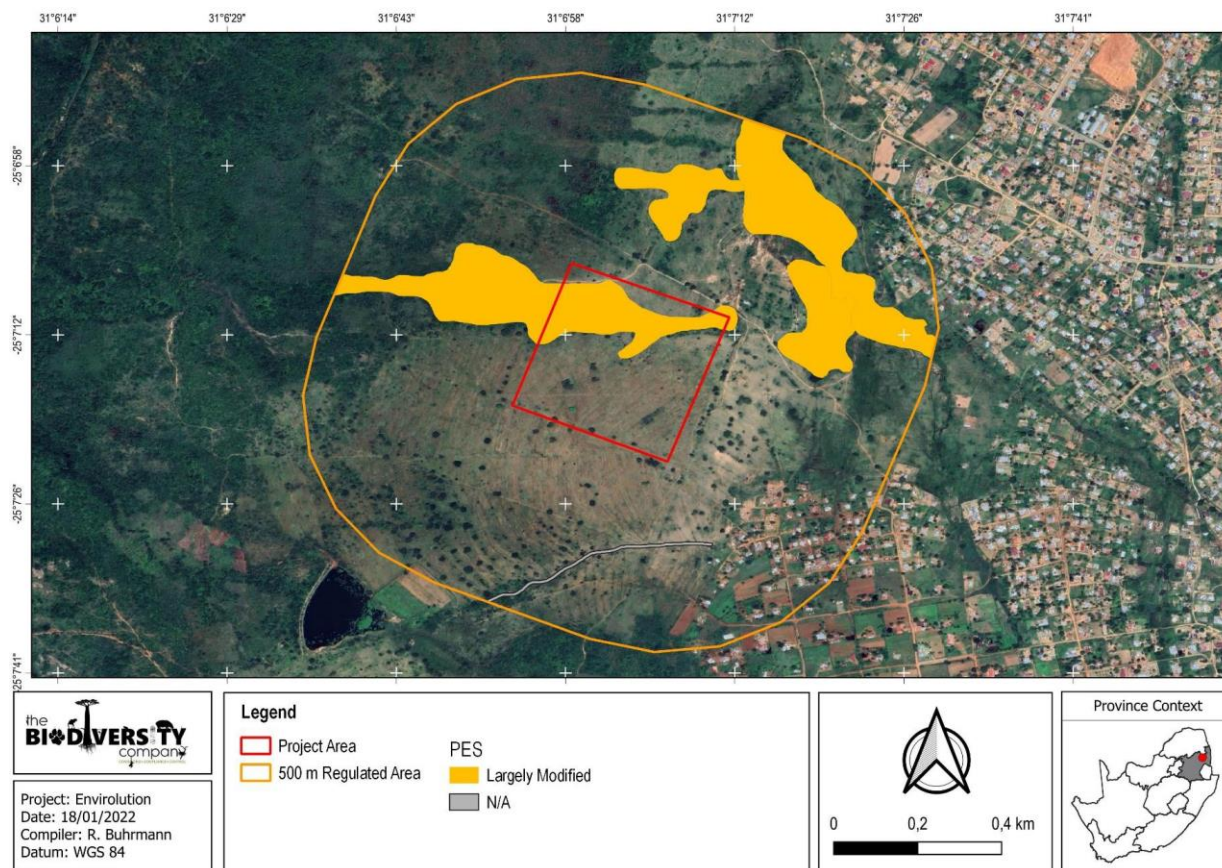 31°6'14"
31°6'29"
31°6'43"
31°6'58"
31°7'12"
31°7'26"
31°7'41"
-25°6'58"
-25°7'12"
-25°7'26"
-25°7'41"
the
BIODIVERSITY
company
Project: Envirolution
Date: 18/01/2022
Compiler: R. Buhrmann
Datum: WGS 84
Legend
Project Area
500 m Regulated Area
PES
Largely Modified
N/A
0 0,2 0,4 km
Province Context